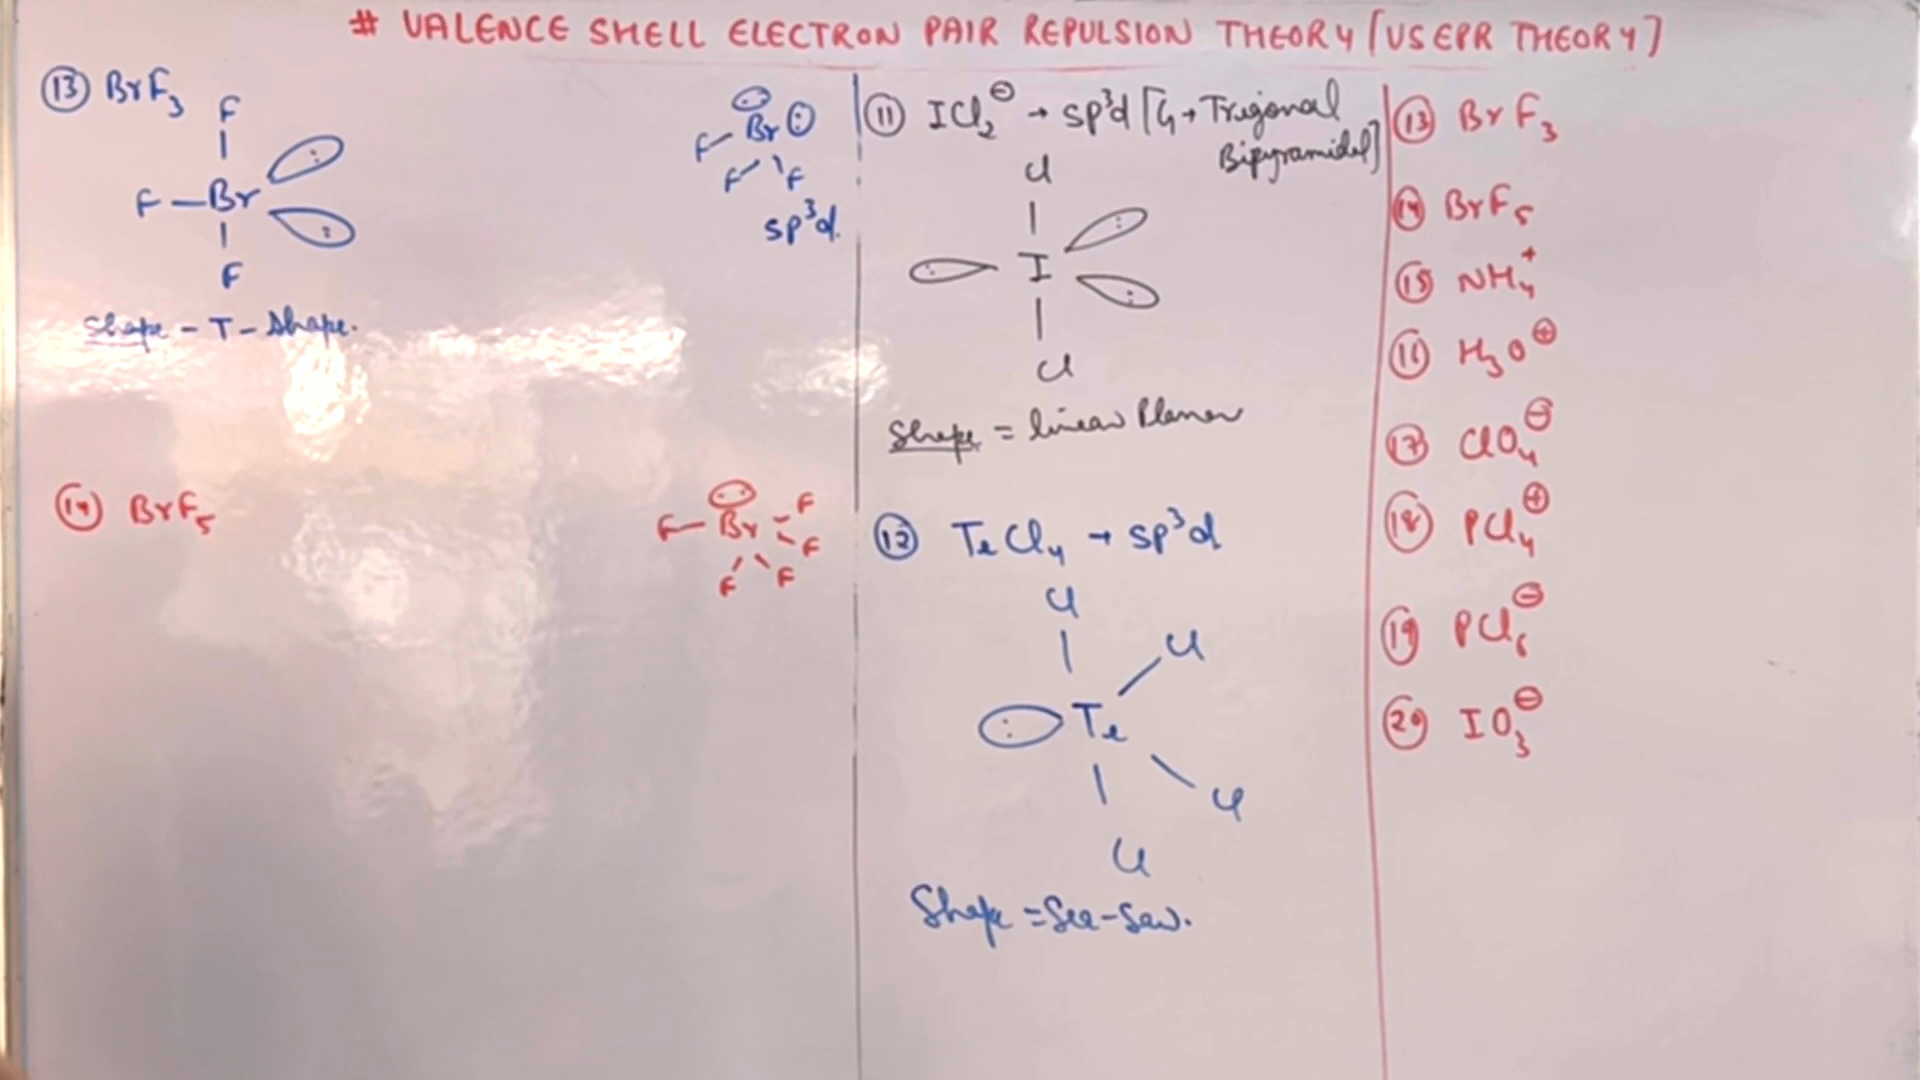 # VALENCE SHELL ELECTRON PAIR REPULSION THEORY [VSEPR THEORY]
⑬ BrF₃
F
F — Br
F
Shape - T - Shape.
Br
F
F F
sp³d.
⑭ BrF₅
F
F — Br
F
F F
⑪ ICl₂⊖ → sp³d [G → Trigonal
Bipyramidal]
Cl
I
Cl
Shape = linear Planar
⑫ TeCl₄ → sp³d
Cl
Cl
Te
Cl
Cl
Shape = See-Saw.
⑬ BrF₃
⑭ BrF₅
⑮ NH₄⁺
⑯ H₃O⊕
⑰ ClO₄⊖
⑱ PCl₄⊕
⑲ PCl₆⊖
⑳ IO₃⊖